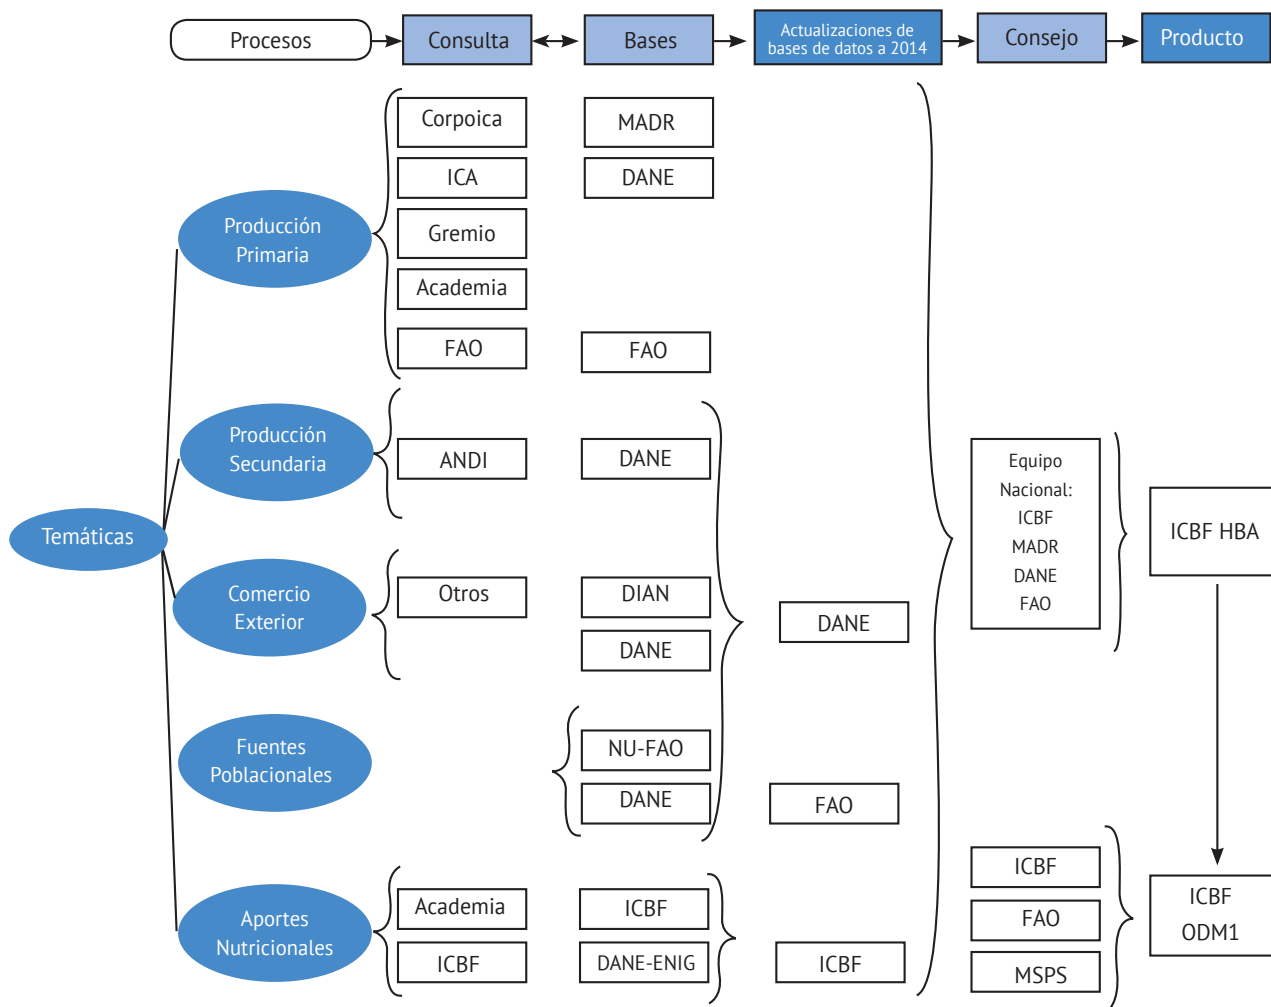 Procesos
Consulta
Bases
Actualizaciones de
bases de datos a 2014
Consejo
Producto
Corpoica
MADR
ICA
DANE
Producción
Primaria
Gremio
Academia
FAO
FAO
Producción
Secundaria
ANDI
DANE
Equipo
Nacional:
ICBF
MADR
DANE
FAO
ICBF HBA
Temáticas
Comercio
Exterior
Otros
DIAN
DANE
DANE
Fuentes
Poblacionales
NU-FAO
DANE
FAO
Aportes
Nutricionales
Academia
ICBF
ICBF
DANE-ENIG
ICBF
ICBF
FAO
MSPS
ICBF
ODM1